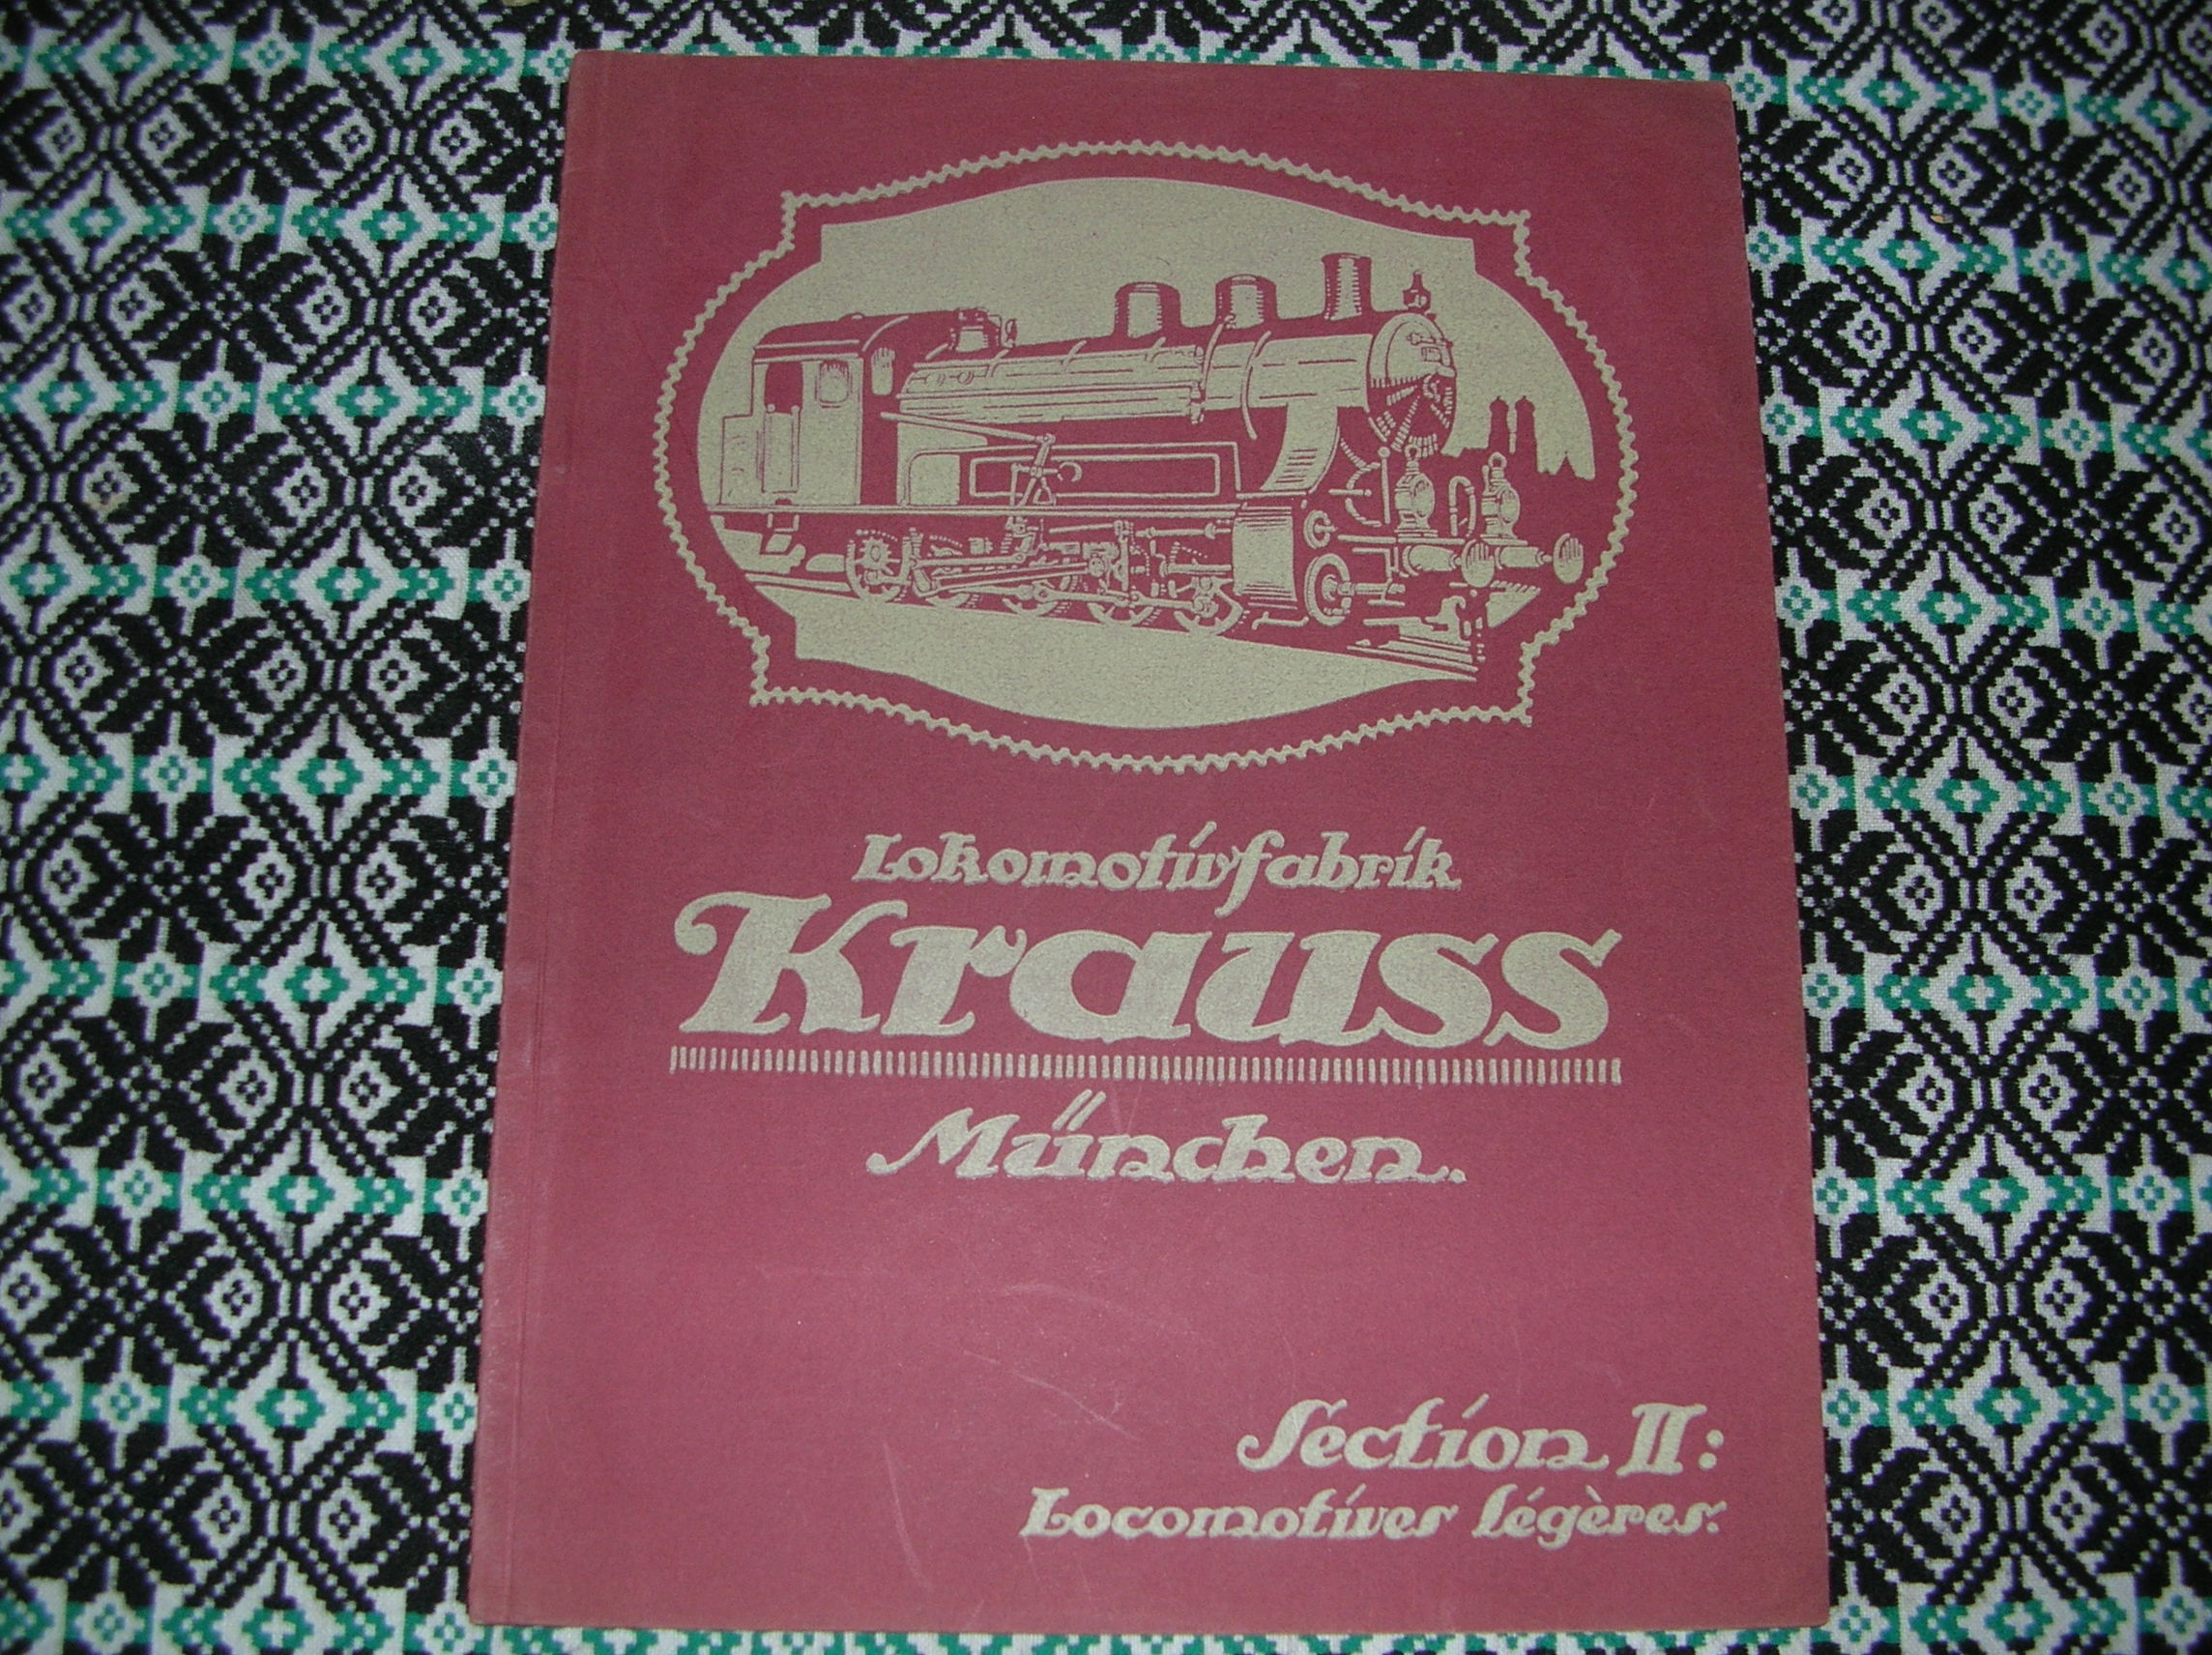 Lokomotivfabrik
Krauss
München.
Section II:
Locomotives légères.